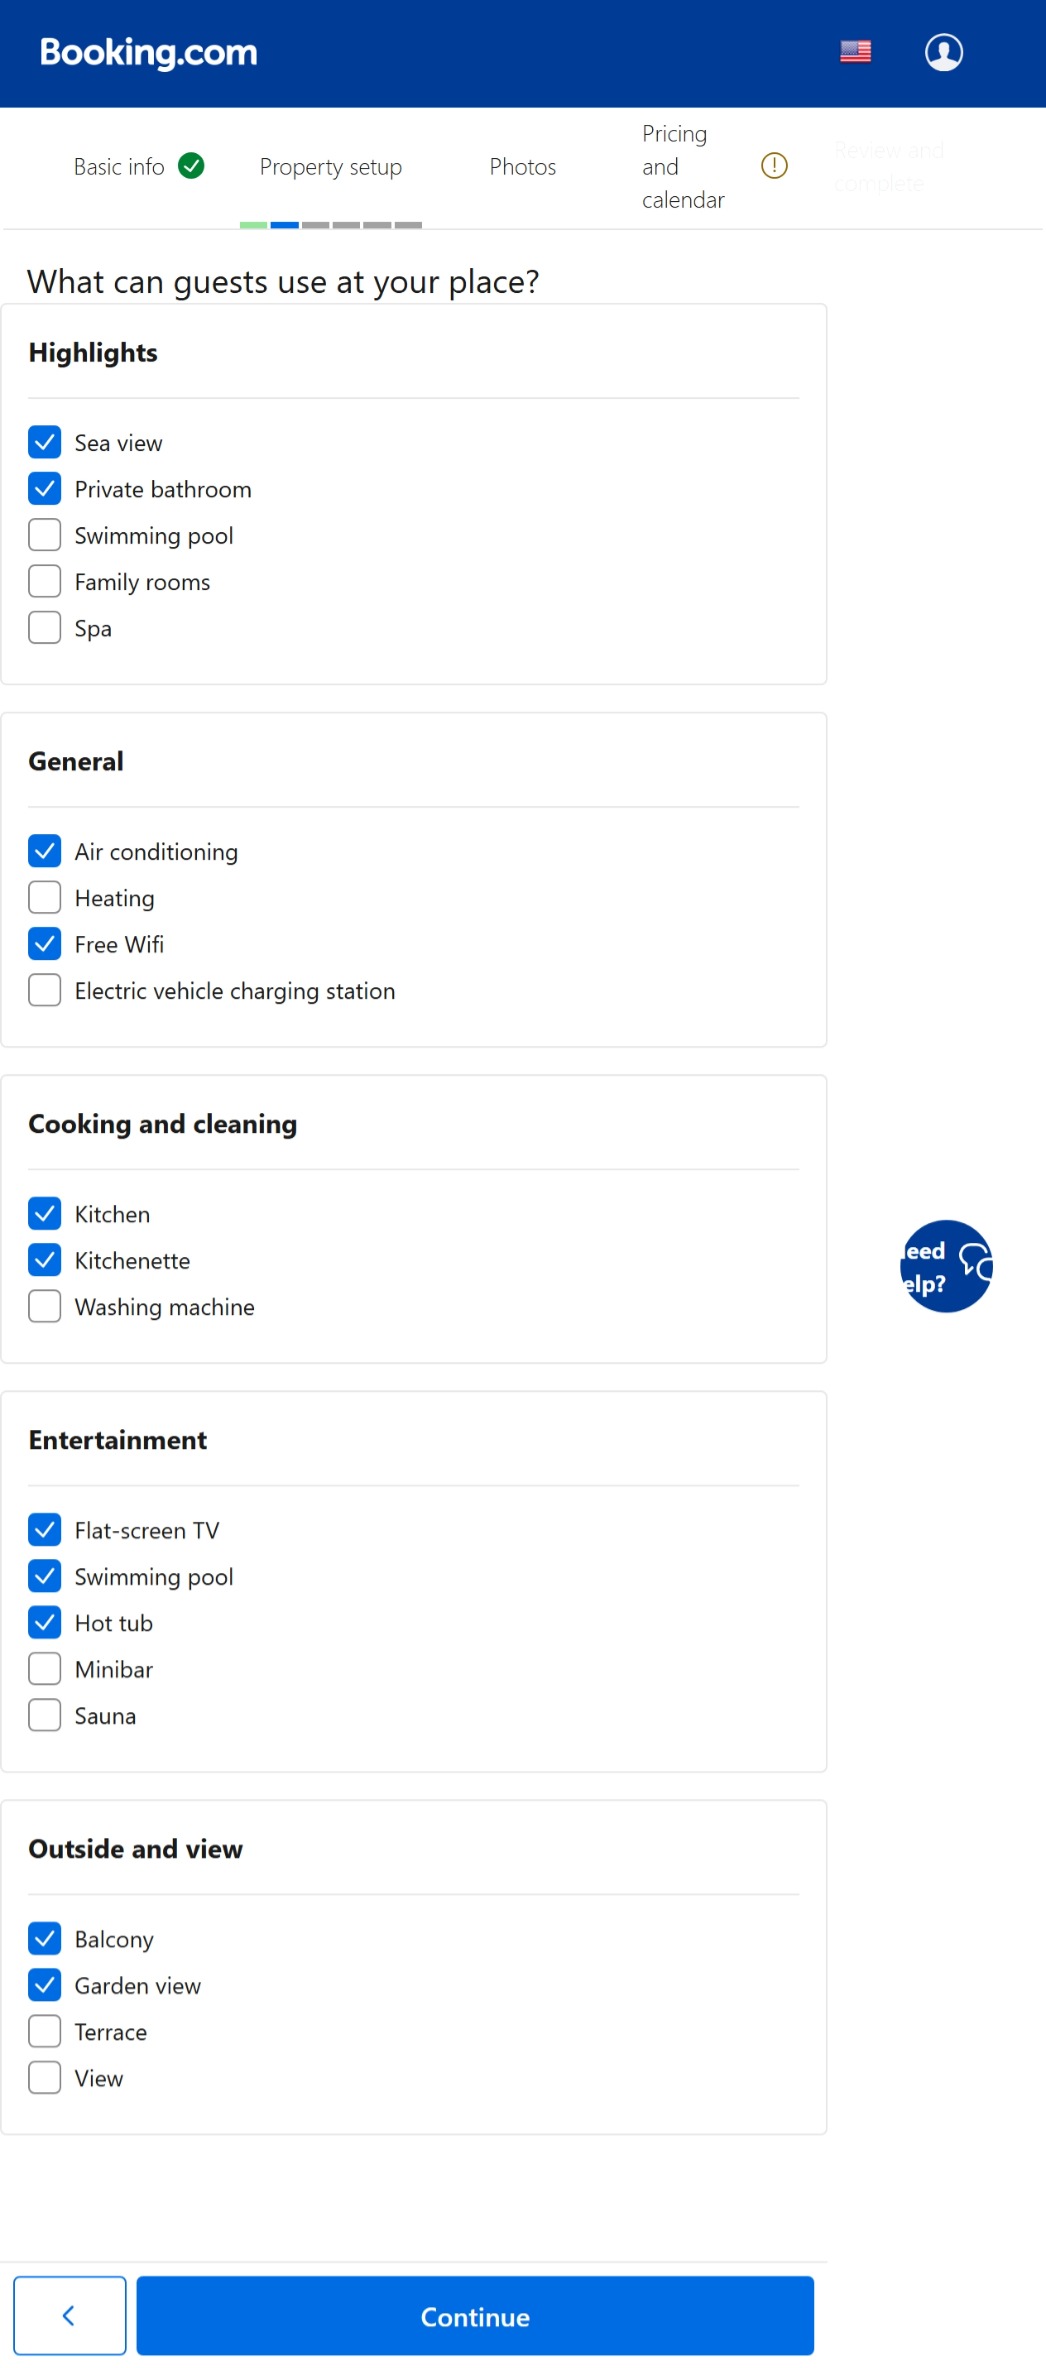 Booking.com
Basic info
Property setup
Photos
Pricing
and
calendar
Review and
complete
What can guests use at your place?
Highlights
Sea view
Private bathroom
Swimming pool
Family rooms
Spa
General
Air conditioning
Heating
Free Wifi
Electric vehicle charging station
Cooking and cleaning
Kitchen
Kitchenette
Washing machine
eed
elp?
Entertainment
Flat-screen TV
Swimming pool
Hot tub
Minibar
Sauna
Outside and view
Balcony
Garden view
Terrace
View
Continue